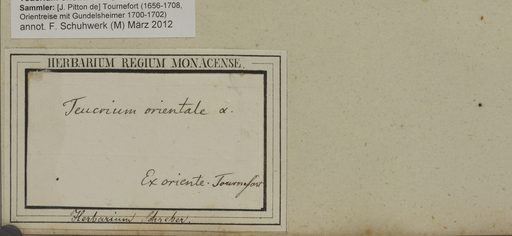 Sammler: [J. Pitton de] Tournefort (1656-1708,
Orientreise mit Gundelsheimer 1700-1702)
annot. F. Schuhwerk (M) März 2012
HERBARIUM REGIUM MONACENSE.
Teucrium orientale α.
Ex oriente. Tournefort
Herbarium Schreber.